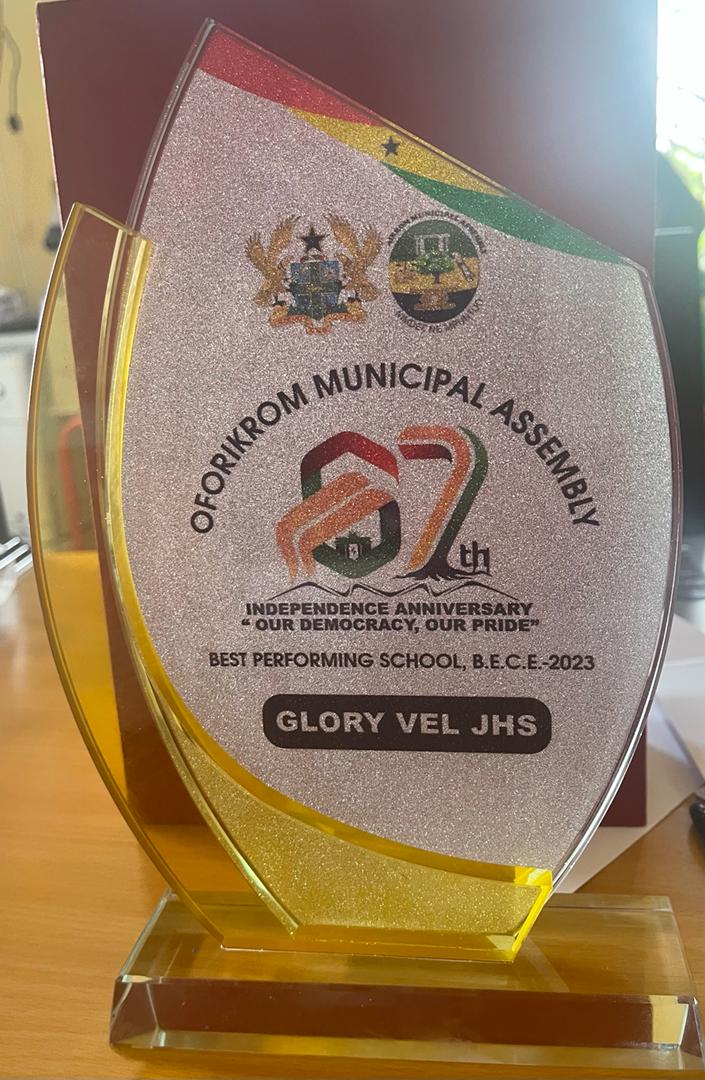 OFORIKROM MUNICIPAL ASSEMBLY
67th
INDEPENDENCE ANNIVERSARY
“ OUR DEMOCRACY, OUR PRIDE”
BEST PERFORMING SCHOOL, B.E.C.E.-2023
GLORY VEL JHS